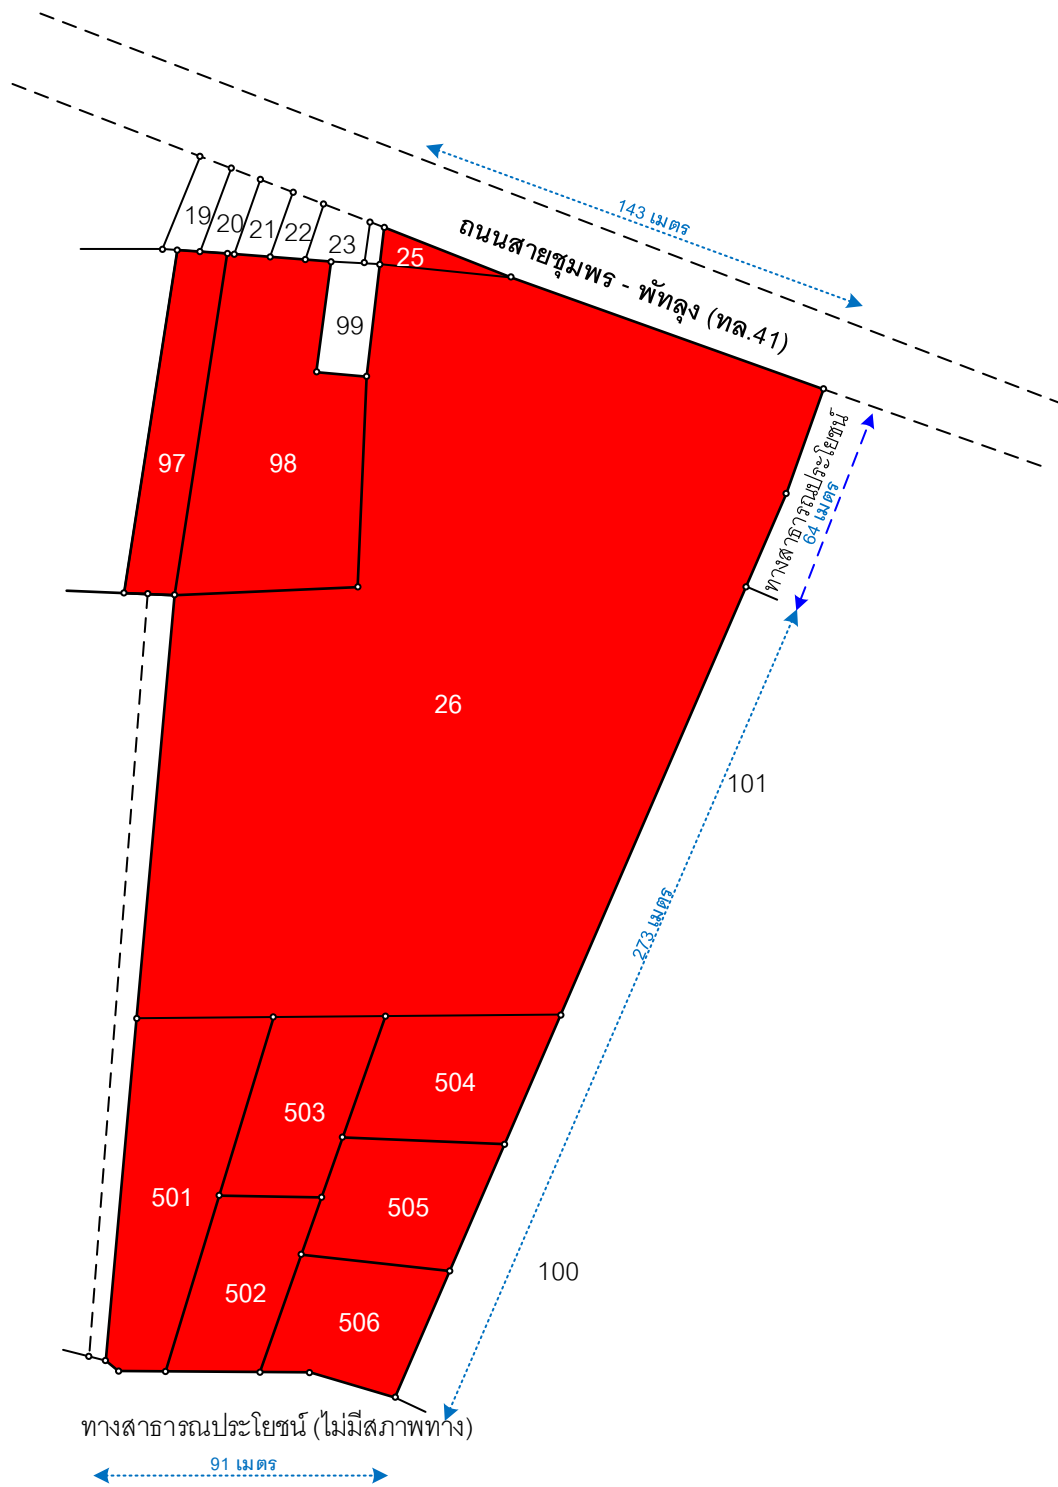 143 เมตร
ถนนสายชุมพร - พัทลุง (ทล.41)
19
20
21
22
23
25
99
97
98
ทางสาธารณประโยชน์
64 เมตร
26
101
273 เมตร
504
503
501
505
100
502
506
ทางสาธารณประโยชน์ (ไม่มีสภาพทาง)
91 เมตร